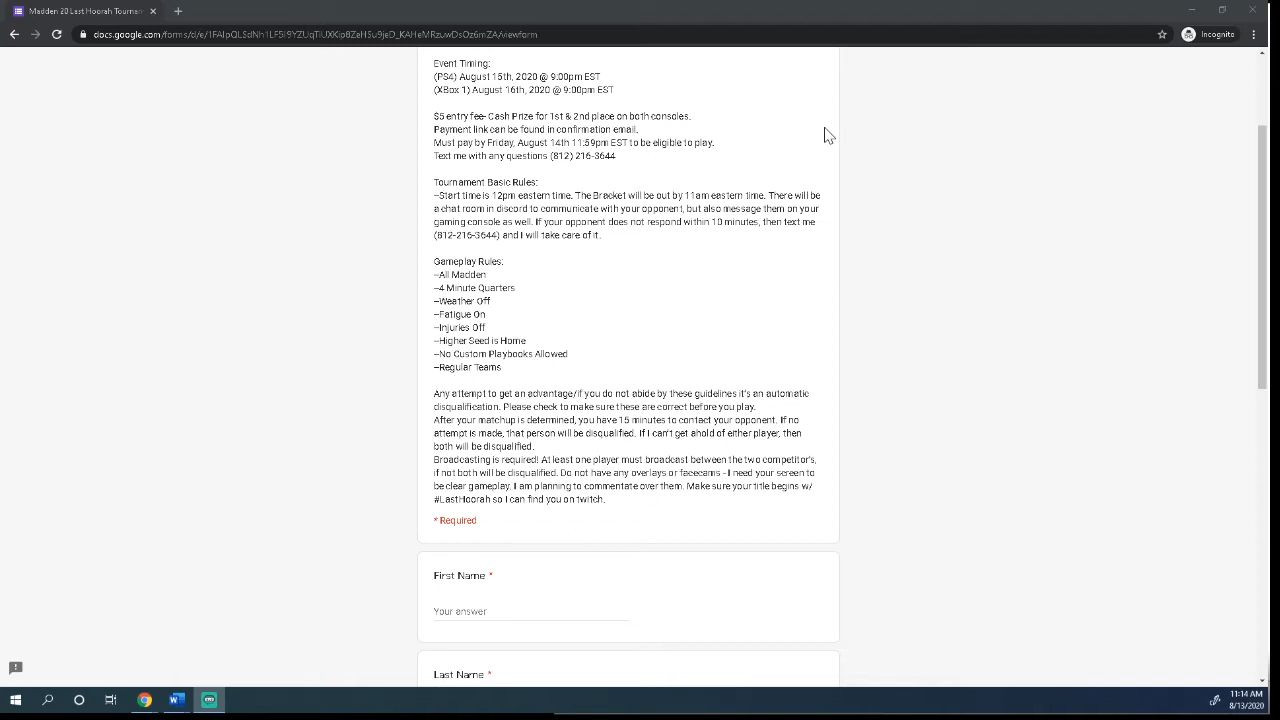 Madden 20 Last Hoorah Tournam
docs.google.com/forms/d/e/1FAIpQLSdNh1LF5I9YZUqTiUXKip8ZeHSu9jeD_KAHeMRzuwDsOz6mZA/viewform
Incognito
Event Timing:
(PS4) August 15th, 2020 @ 9:00pm EST
(XBox 1) August 16th, 2020 @ 9:00pm EST
$5 entry fee- Cash Prize for 1st & 2nd place on both consoles.
Payment link can be found in confirmation email.
Must pay by Friday, August 14th 11:59pm EST to be eligible to play.
Text me with any questions (812) 216-3644
Tournament Basic Rules:
--Start time is 12pm eastern time. The Bracket will be out by 11am eastern time. There will be
a chat room in discord to communicate with your opponent, but also message them on your
gaming console as well. If your opponent does not respond within 10 minutes, then text me
(812-216-3644) and I will take care of it.
Gameplay Rules:
--All Madden
--4 Minute Quarters
--Weather Off
--Fatigue On
--Injuries Off
--Higher Seed is Home
--No Custom Playbooks Allowed
--Regular Teams
Any attempt to get an advantage/if you do not abide by these guidelines it's an automatic
disqualification. Please check to make sure these are correct before you play.
After your matchup is determined, you have 15 minutes to contact your opponent. If no
attempt is made, that person will be disqualified. If I can't get ahold of either player, then
both will be disqualified.
Broadcasting is required! At least one player must broadcast between the two competitor's,
if not both will be disqualified. Do not have any overlays or facecams - I need your screen to
be clear gameplay. I am planning to commentate over them. Make sure your title begins w/
#LastHoorah so I can find you on twitch.
* Required
First Name *
Your answer
Last Name *
11:14 AM
8/13/2020